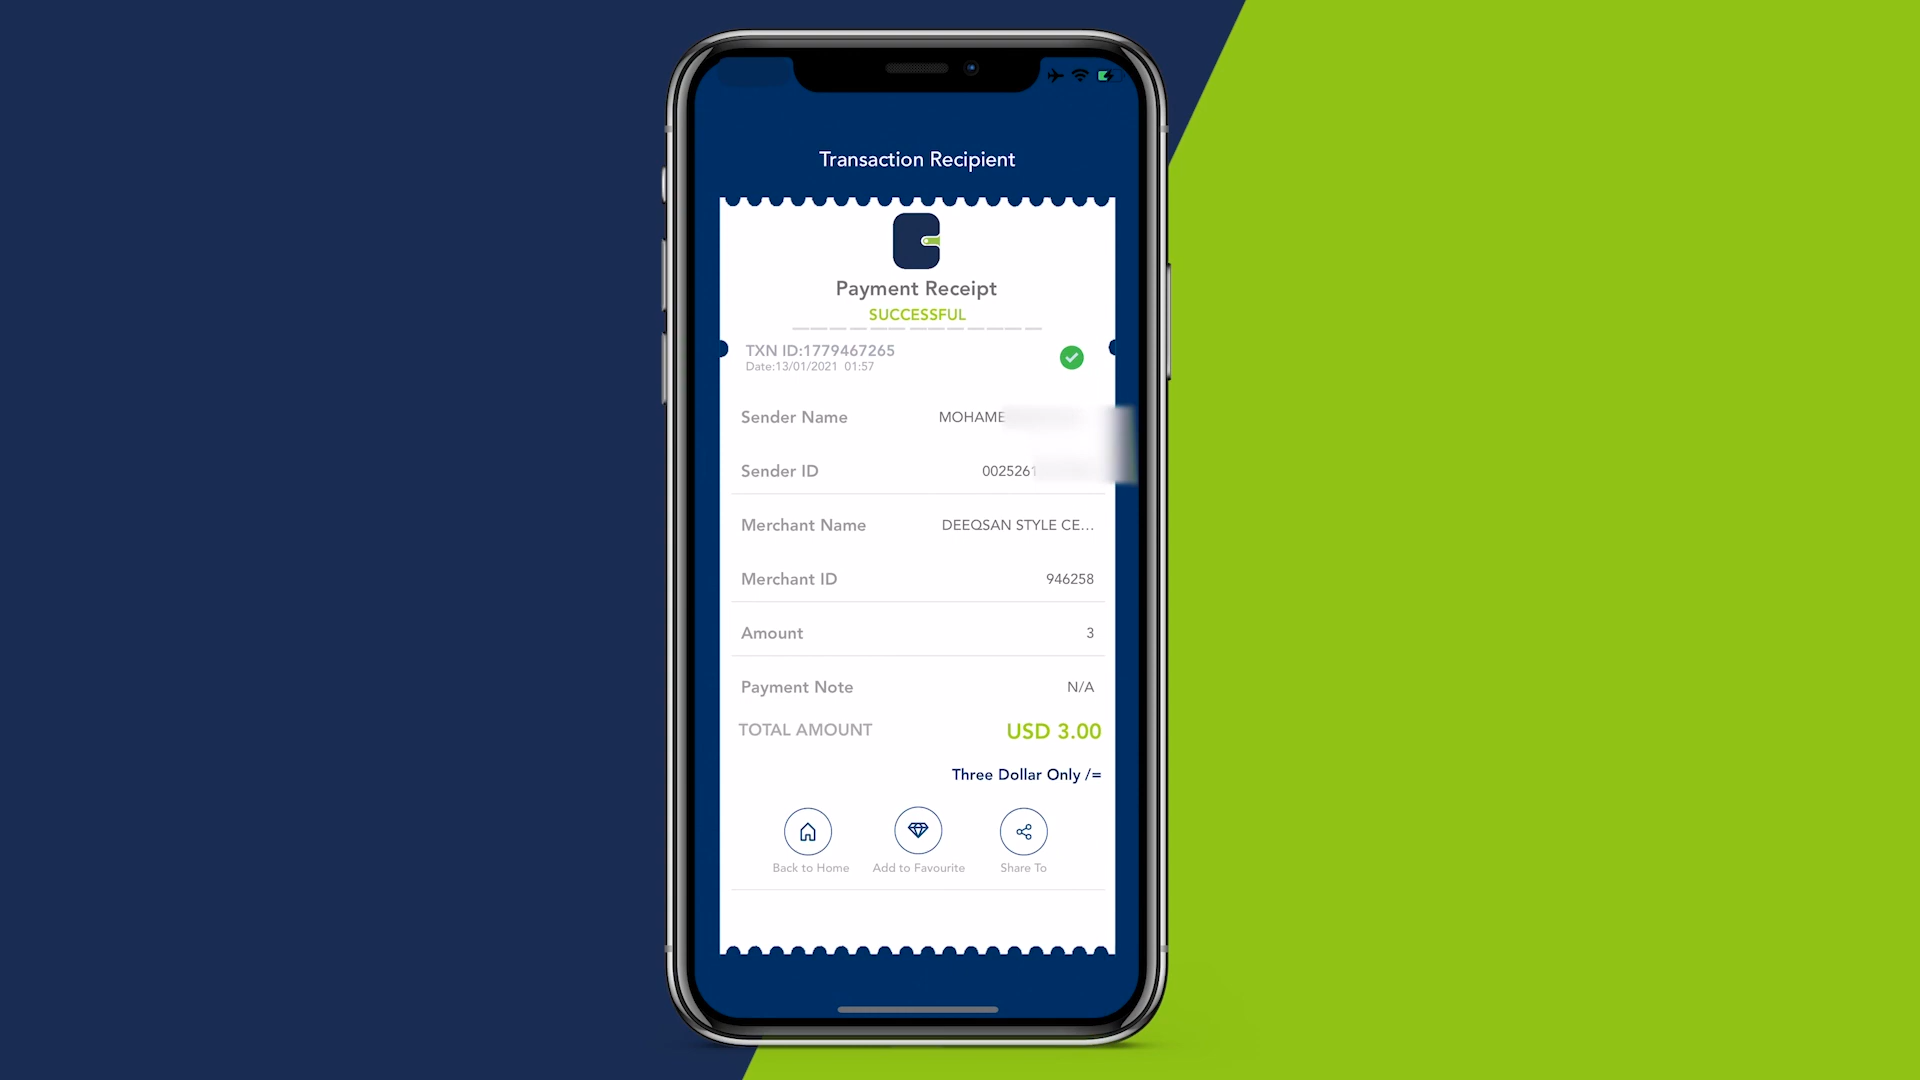 Transaction Recipient
Payment Receipt
SUCCESSFUL
TXN ID:1779467265
Date:13/01/2021 01:57
Sender Name MOHAME
Sender ID 0025261
Merchant Name DEEQSAN STYLE CE...
Merchant ID 946258
Amount 3
Payment Note N/A
TOTAL AMOUNT USD 3.00
Three Dollar Only /=
Back to Home Add to Favourite Share To